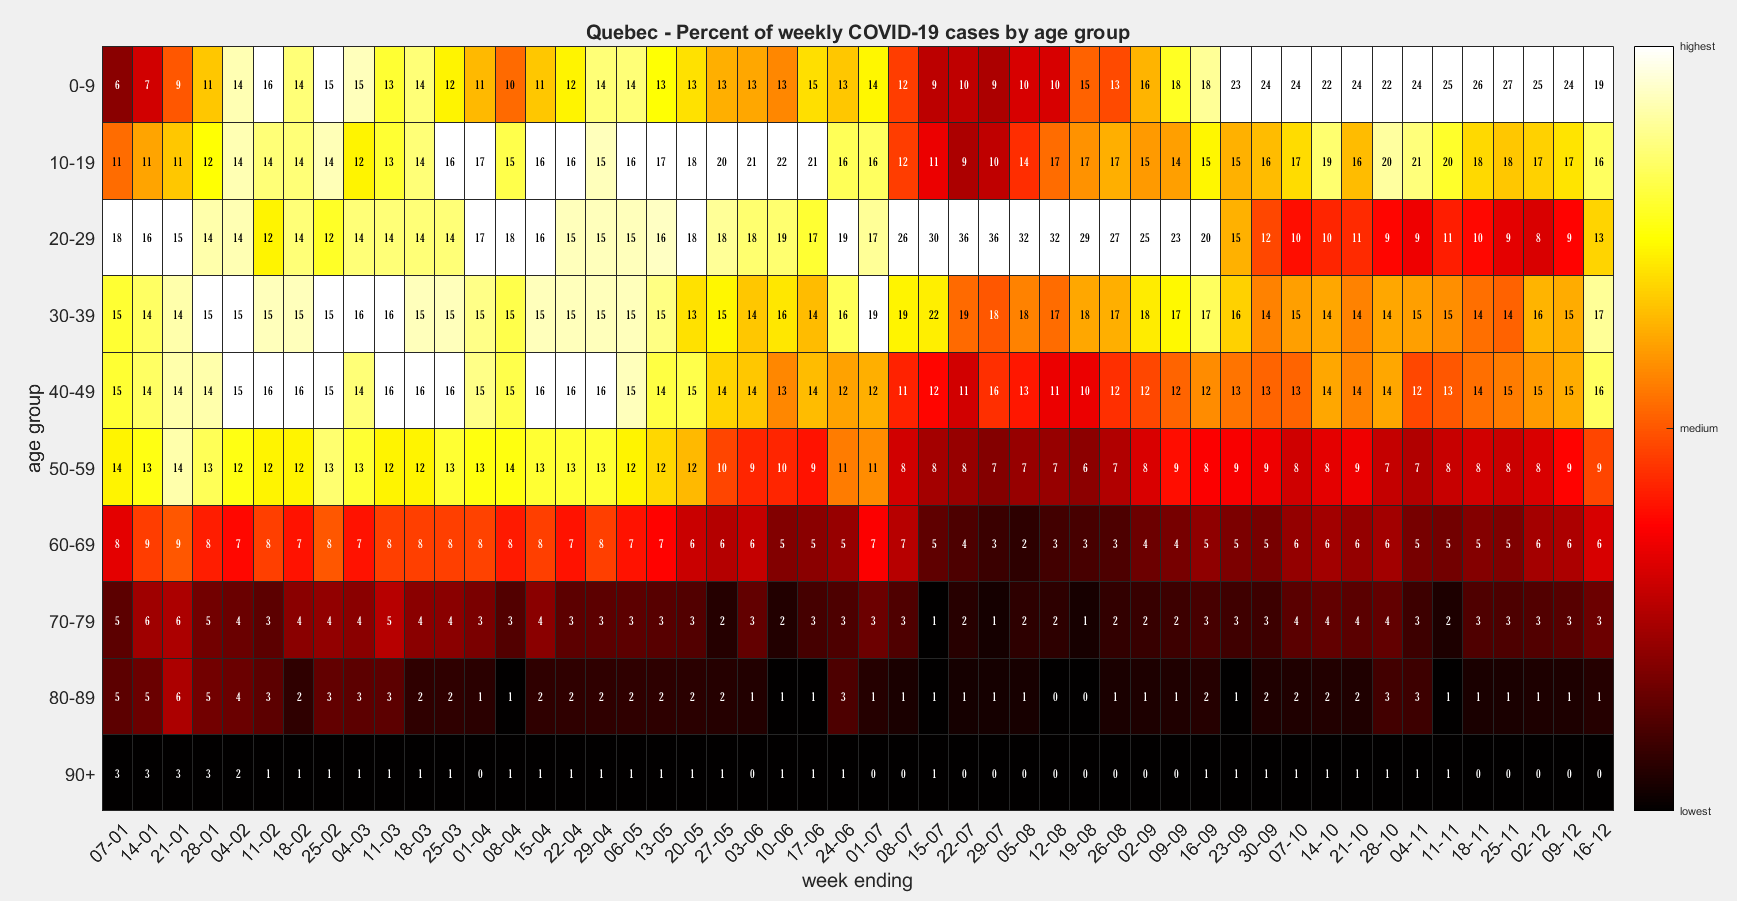 Quebec - Percent of weekly COVID-19 cases by age group
0-9 6 7 9 11 14 16 14 15 15 13 14 12 11 10 11 12 14 14 13 13 13 13 13 15 13 14 12 9 10 9 10 10 15 13 16 18 18 23 24 24 22 24 22 24 25 26 27 25 24 19
10-19 11 11 11 12 14 14 14 14 12 13 14 16 17 15 16 16 15 16 17 18 20 21 22 21 16 16 12 11 9 10 14 17 17 17 15 14 15 15 16 17 19 16 20 21 20 18 18 17 17 16
20-29 18 16 15 14 14 12 14 12 14 14 14 14 17 18 16 15 15 15 16 18 18 18 19 17 19 17 26 30 36 36 32 32 29 27 25 23 20 15 12 10 10 11 9 9 11 10 9 8 9 13
30-39 15 14 14 15 15 15 15 15 16 16 15 15 15 15 15 15 15 15 15 13 15 14 16 14 16 19 19 22 19 18 18 17 18 17 18 17 17 16 14 15 14 14 14 15 15 14 14 16 15 17
40-49 15 14 14 14 15 16 16 15 14 16 16 16 15 15 16 16 16 15 14 15 14 14 13 14 12 12 11 12 11 16 13 11 10 12 12 12 12 13 13 13 14 14 14 12 13 14 15 15 15 16
50-59 14 13 14 13 12 12 12 13 13 12 12 13 13 14 13 13 13 12 12 12 10 9 10 9 11 11 8 8 8 7 7 7 6 7 8 9 8 9 9 8 8 9 7 7 8 8 8 8 9 9
60-69 8 9 9 8 7 8 7 8 7 8 8 8 8 8 8 7 8 7 7 6 6 6 5 5 5 7 7 5 4 3 2 3 3 3 4 4 5 5 5 6 6 6 6 5 5 5 5 6 6 6
70-79 5 6 6 5 4 3 4 4 4 5 4 4 3 3 4 3 3 3 3 3 2 3 2 3 3 3 3 1 2 1 2 2 1 2 2 2 3 3 3 4 4 4 4 3 2 3 3 3 3 3
80-89 5 5 6 5 4 3 2 3 3 3 2 2 1 1 2 2 2 2 2 2 2 1 1 1 3 1 1 1 1 1 1 0 0 1 1 1 2 1 2 2 2 2 3 3 1 1 1 1 1 1
90+ 3 3 3 3 2 1 1 1 1 1 1 1 0 1 1 1 1 1 1 1 1 0 1 1 1 0 0 1 0 0 0 0 0 0 0 0 1 1 1 1 1 1 1 1 1 0 0 0 0 0
07-01 14-01 21-01 28-01 04-02 11-02 18-02 25-02 04-03 11-03 18-03 25-03 01-04 08-04 15-04 22-04 29-04 06-05 13-05 20-05 27-05 03-06 10-06 17-06 24-06 01-07 08-07 15-07 22-07 29-07 05-08 12-08 19-08 26-08 02-09 09-09 16-09 23-09 30-09 07-10 14-10 21-10 28-10 04-11 11-11 18-11 25-11 02-12 09-12 16-12
week ending
age group
highest
medium
lowest